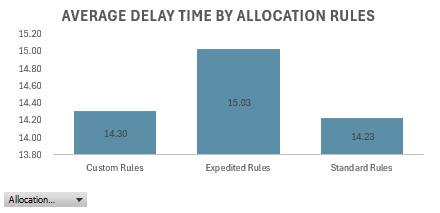 AVERAGE DELAY TIME BY ALLOCATION RULES
15.20
15.00
14.80
14.60
14.40
14.20
14.00
13.80
14.30
15.03
14.23
Custom Rules
Expedited Rules
Standard Rules
Allocation...